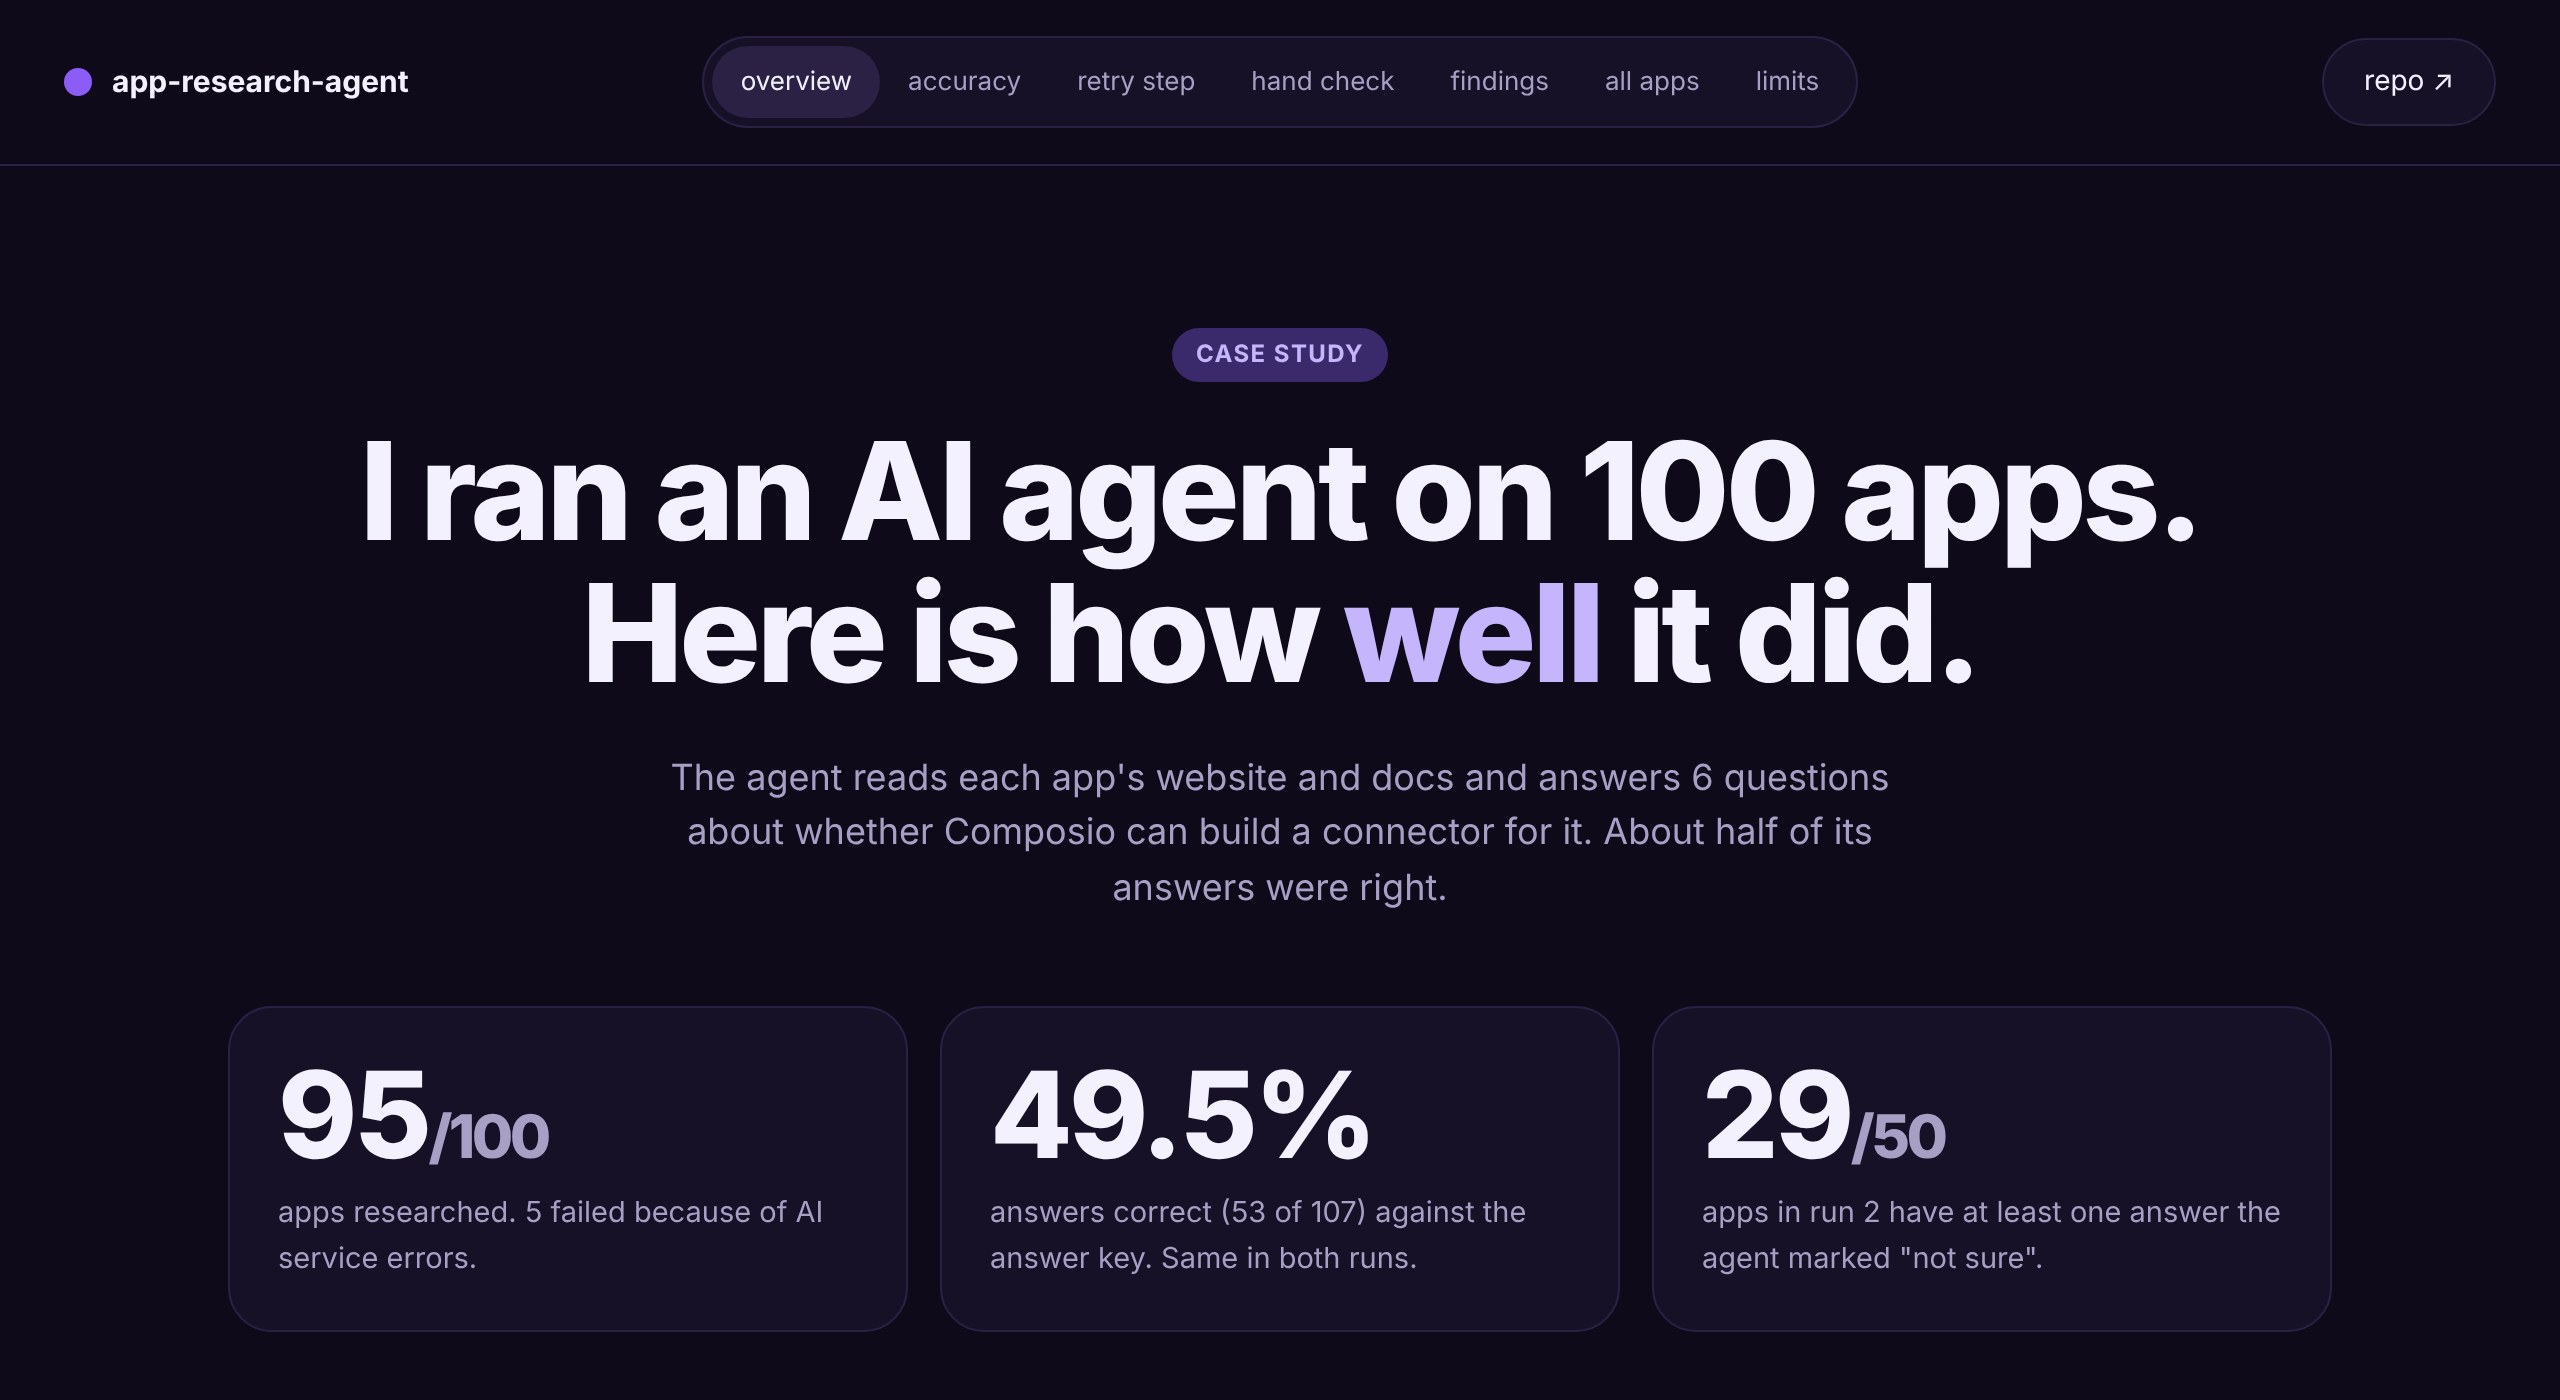 app-research-agent
overview
accuracy
retry step
hand check
findings
all apps
limits
repo ↗
CASE STUDY
I ran an AI agent on 100 apps.
Here is how well it did.
The agent reads each app's website and docs and answers 6 questions
about whether Composio can build a connector for it. About half of its
answers were right.
95/100
apps researched. 5 failed because of AI
service errors.
49.5%
answers correct (53 of 107) against the
answer key. Same in both runs.
29/50
apps in run 2 have at least one answer the
agent marked "not sure".